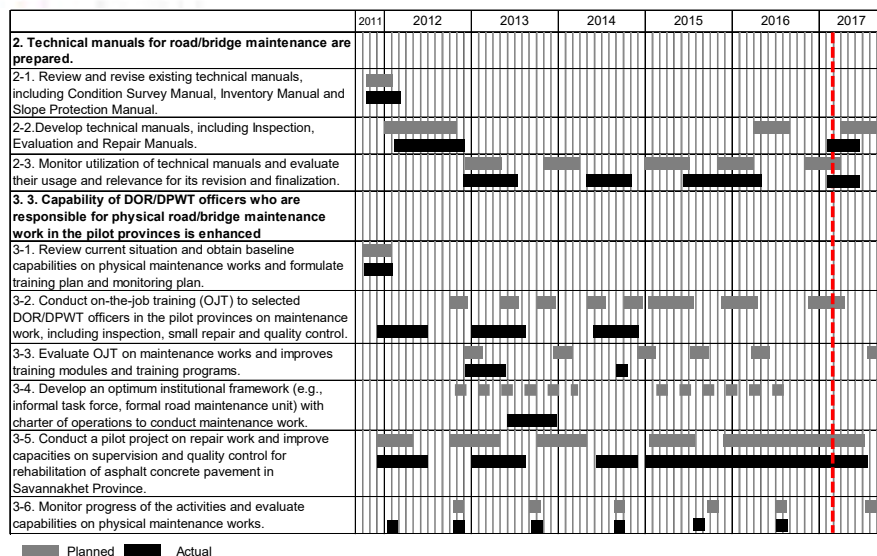 2011 2012 2013 2014 2015 2016 2017
2. Technical manuals for road/bridge maintenance are
prepared.
2-1. Review and revise existing technical manuals,
including Condition Survey Manual, Inventory Manual and
Slope Protection Manual.
2-2.Develop technical manuals, including Inspection,
Evaluation and Repair Manuals.
2-3. Monitor utilization of technical manuals and evaluate
their usage and relevance for its revision and finalization.
3. 3. Capability of DOR/DPWT officers who are
responsible for physical road/bridge maintenance
work in the pilot provinces is enhanced
3-1. Review current situation and obtain baseline
capabilities on physical maintenance works and formulate
training plan and monitoring plan.
3-2. Conduct on-the-job training (OJT) to selected
DOR/DPWT officers in the pilot provinces on maintenance
work, including inspection, small repair and quality control.
3-3. Evaluate OJT on maintenance works and improves
training modules and training programs.
3-4. Develop an optimum institutional framework (e.g.,
informal task force, formal road maintenance unit) with
charter of operations to conduct maintenance work.
3-5. Conduct a pilot project on repair work and improve
capacities on supervision and quality control for
rehabilitation of asphalt concrete pavement in
Savannakhet Province.
3-6. Monitor progress of the activities and evaluate
capabilities on physical maintenance works.
Planned Actual